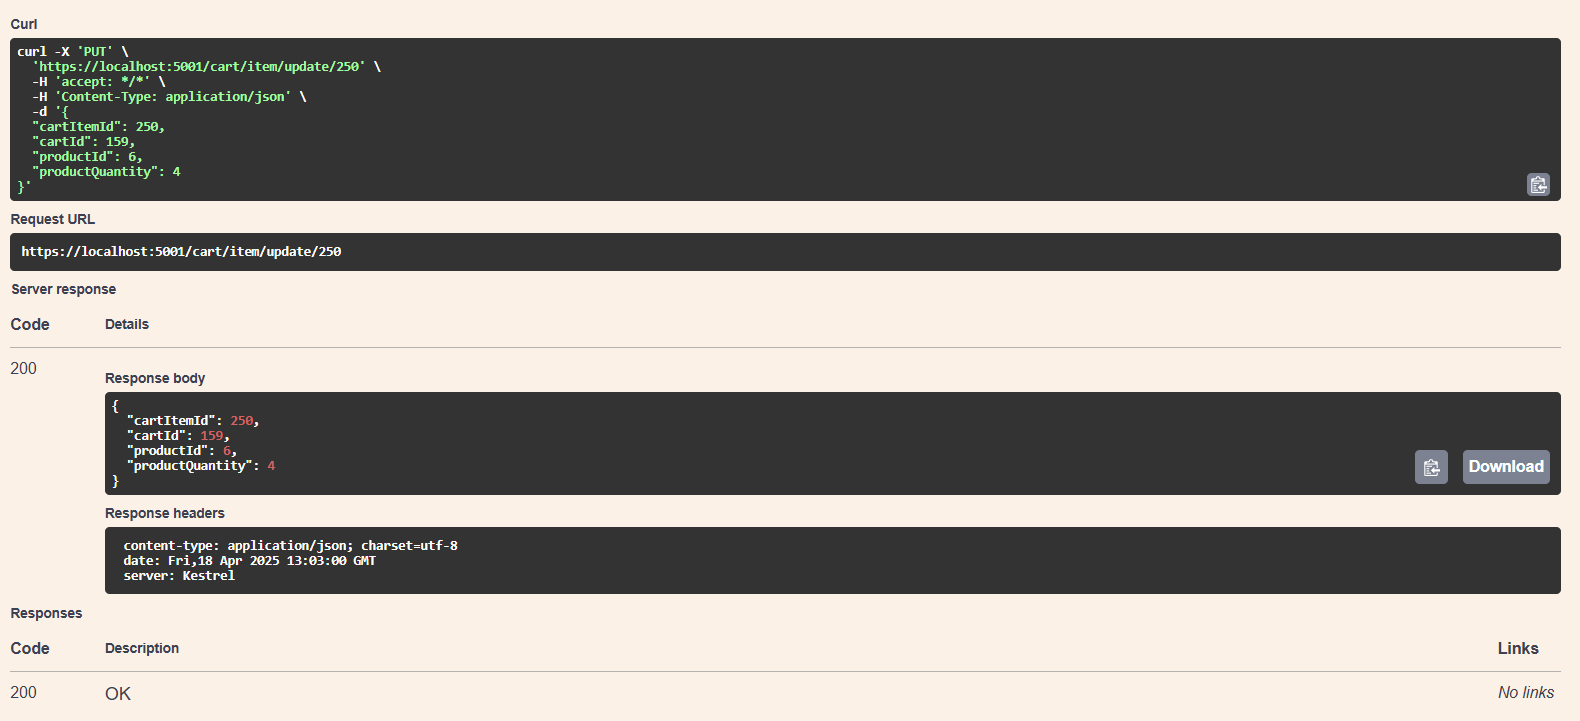 Curl
curl -X 'PUT' \
  'https://localhost:5001/cart/item/update/250' \
  -H 'accept: */*' \
  -H 'Content-Type: application/json' \
  -d '{
  "cartItemId": 250,
  "cartId": 159,
  "productId": 6,
  "productQuantity": 4
}'
Request URL
https://localhost:5001/cart/item/update/250
Server response
Code Details
200
Response body
{
  "cartItemId": 250,
  "cartId": 159,
  "productId": 6,
  "productQuantity": 4
}
Download
Response headers
content-type: application/json; charset=utf-8
date: Fri,18 Apr 2025 13:03:00 GMT
server: Kestrel
Responses
Code Description Links
200 OK No links